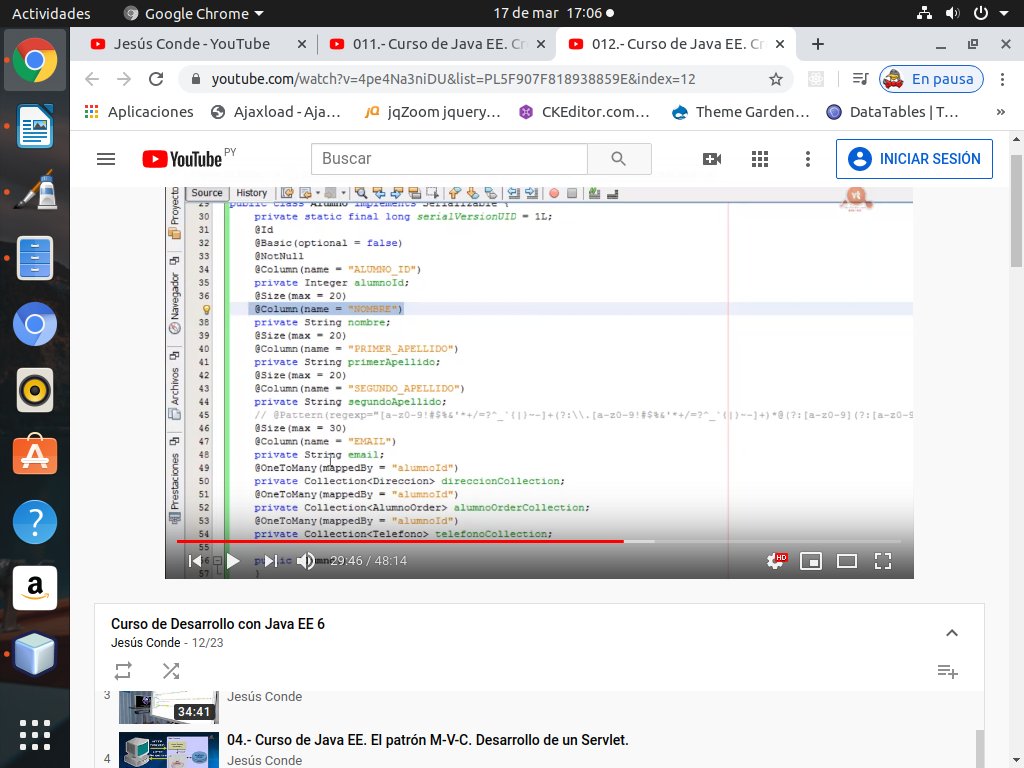 Actividades
Google Chrome
17 de mar 17:06
Jesús Conde - YouTube
011.- Curso de Java EE. Cr
012.- Curso de Java EE. Cr
youtube.com/watch?v=4pe4Na3niDU&list=PL5F907F818938859E&index=12
En pausa
Aplicaciones
Ajaxload - Aja...
jqZoom jquery...
CKEditor.com...
Theme Garden...
DataTables | T...
»
YouTube PY
Buscar
INICIAR SESIÓN
Source History
29 public class Alumno implements Serializable {
30 private static final long serialVersionUID = 1L;
31 @Id
32 @Basic(optional = false)
33 @NotNull
34 @Column(name = "ALUMNO_ID")
35 private Integer alumnoId;
36 @Size(max = 20)
@Column(name = "NOMBRE")
38 private String nombre;
39 @Size(max = 20)
40 @Column(name = "PRIMER_APELLIDO")
41 private String primerApellido;
42 @Size(max = 20)
43 @Column(name = "SEGUNDO_APELLIDO")
44 private String segundoApellido;
45 // @Pattern(regexp="[a-z0-9!#$%&'*+/=?^_`{|}~-]+(?:\\.[a-z0-9!#$%&'*+/=?^_`{|}~-]+)*@(?:[a-z0-9](?:[a-z0-9
46 @Size(max = 30)
47 @Column(name = "EMAIL")
48 private String email;
49 @OneToMany(mappedBy = "alumnoId")
50 private Collection<Direccion> direccionCollection;
51 @OneToMany(mappedBy = "alumnoId")
52 private Collection<AlumnoOrder> alumnoOrderCollection;
53 @OneToMany(mappedBy = "alumnoId")
54 private Collection<Telefono> telefonoCollection;
55
57 }
Proyecto
Navegador
Archivos
Prestaciones
vt
29:46 / 48:14
HD
Curso de Desarrollo con Java EE 6
Jesús Conde - 12/23
3
34:41
Jesús Conde
4
04.- Curso de Java EE. El patrón M-V-C. Desarrollo de un Servlet.
Jesús Conde